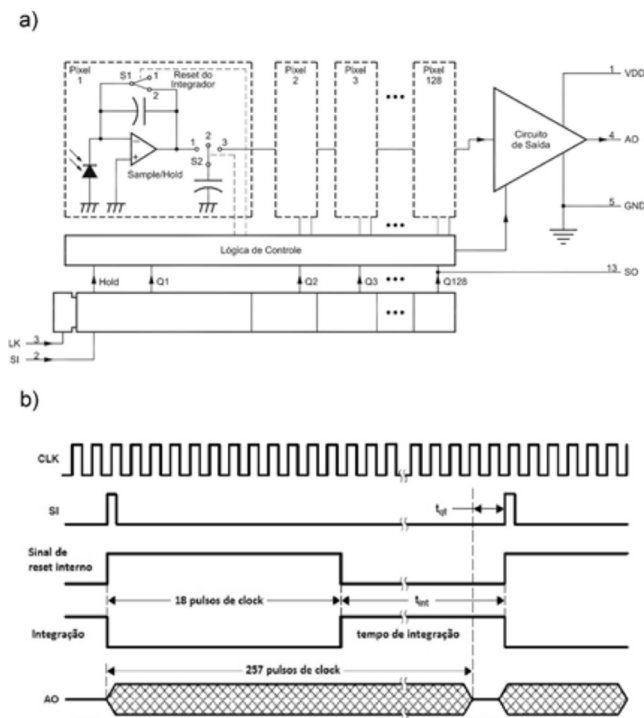 a)
Pixel
1
S1
1
2
Reset do
Integrador
1
2
3
S2
Sample/Hold
Pixel
2
Pixel
3
Pixel
128
Circuito
de Saída
1 VDD
4 AO
5 GND
13 SO
Lógica de Controle
Hold
Q1
Q2
Q3
Q128
LK 3
SI 2
b)
CLK
SI
tqt
Sinal de
reset interno
18 pulsos de clock
tint
Integração
tempo de integração
257 pulsos de clock
AO